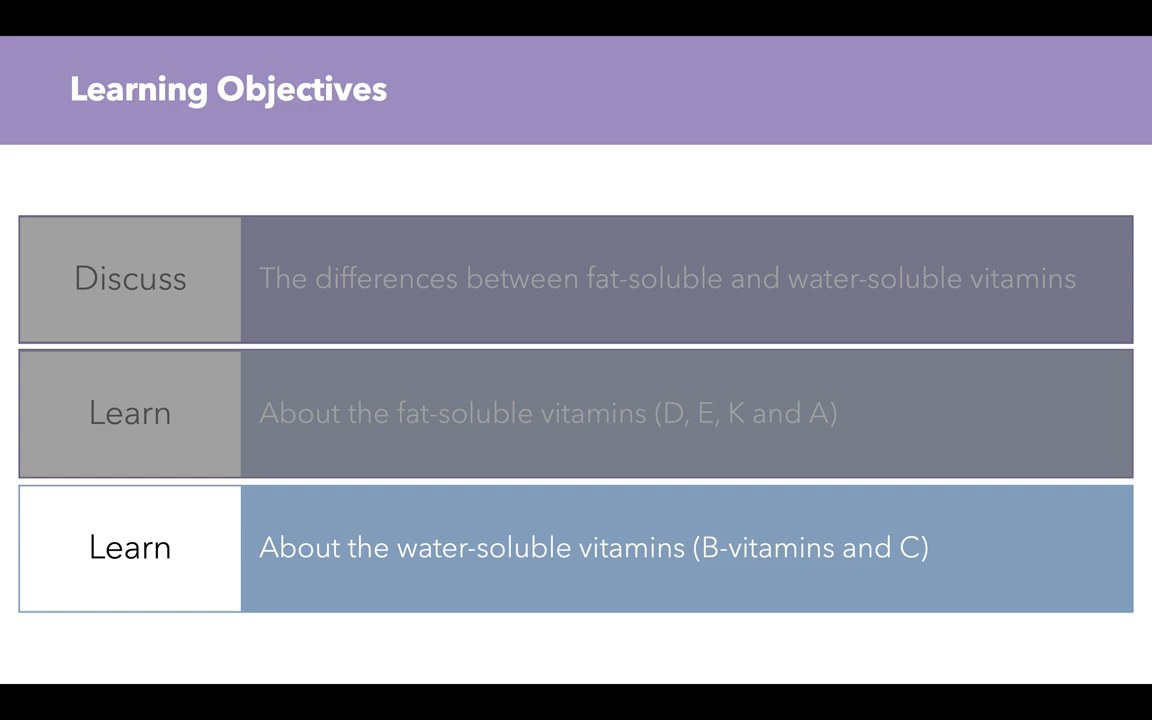 Learning Objectives
Discuss
The differences between fat-soluble and water-soluble vitamins
Learn
About the fat-soluble vitamins (D, E, K and A)
Learn
About the water-soluble vitamins (B-vitamins and C)